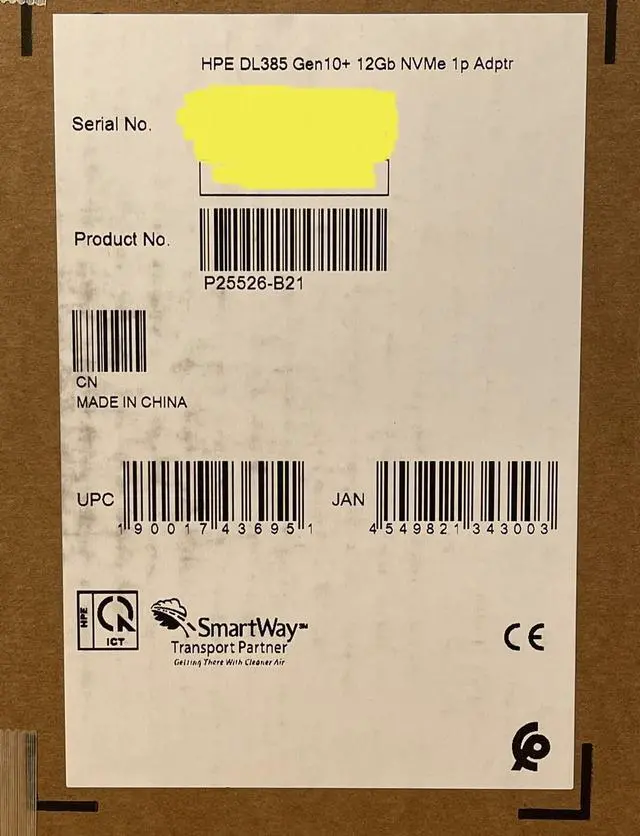 HPE DL385 Gen10+ 12Gb NVMe 1p Adptr
Serial No.
Product No.
P25526-B21
CN
MADE IN CHINA
UPC
1 90017 43695 1
JAN
4 549821 343003
HPE
ICT
SmartWay SM
Transport Partner
Getting There With Cleaner Air
CE